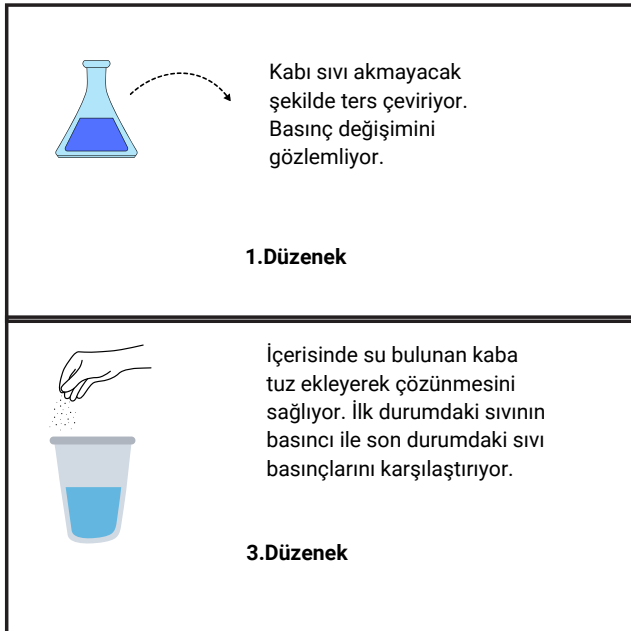 Kabı sıvı akmayacak
şekilde ters çeviriyor.
Basınç değişimini
gözlemliyor.
1.Düzenek
İçerisinde su bulunan kaba
tuz ekleyerek çözünmesini
sağlıyor. İlk durumdaki sıvının
basıncı ile son durumdaki sıvı
basınçlarını karşılaştırıyor.
3.Düzenek